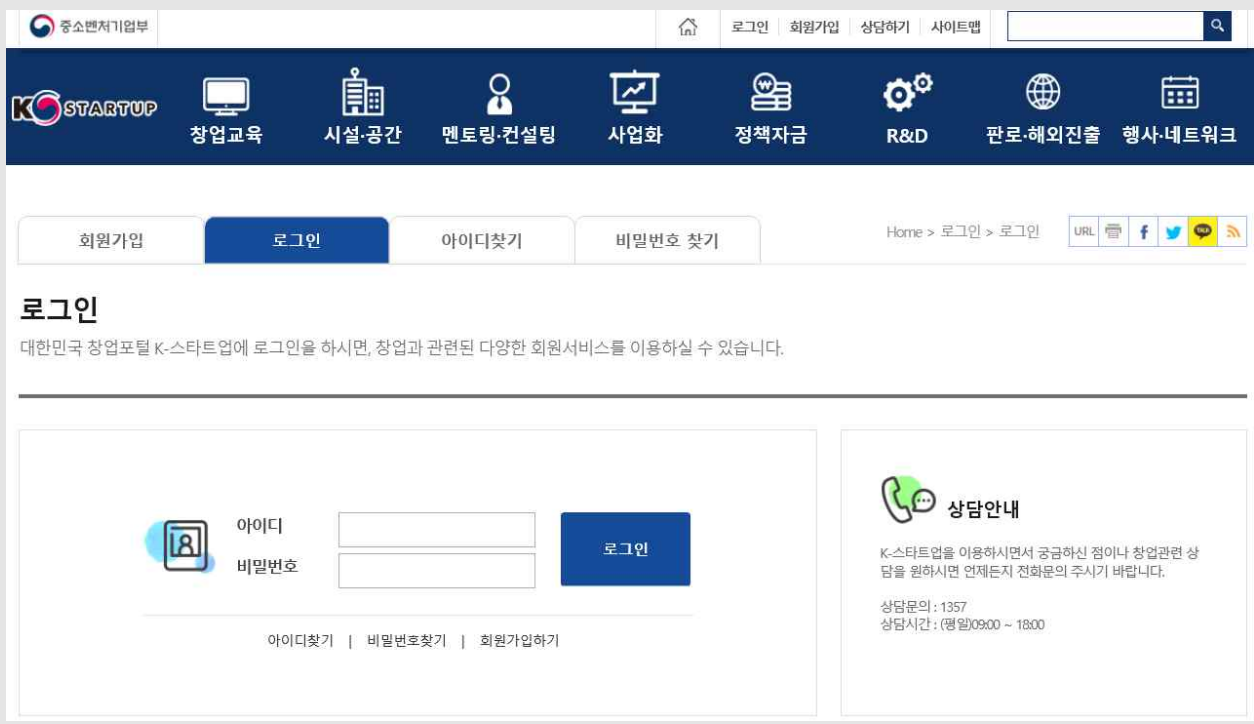 중소벤처기업부
로그인 회원가입 상담하기 사이트맵
K STARTUP
창업교육 시설·공간 멘토링·컨설팅 사업화 정책자금 R&D 판로·해외진출 행사·네트워크
회원가입 로그인 아이디찾기 비밀번호 찾기
Home > 로그인 > 로그인
URL
TALK
로그인
대한민국 창업포털 K-스타트업에 로그인을 하시면, 창업과 관련된 다양한 회원서비스를 이용하실 수 있습니다.
아이디
비밀번호
로그인
아이디찾기 | 비밀번호찾기 | 회원가입하기
상담안내
K-스타트업을 이용하시면서 궁금하신 점이나 창업관련 상
담을 원하시면 언제든지 전화문의 주시기 바랍니다.
상담문의 : 1357
상담시간 : (평일)09:00 ~ 18:00